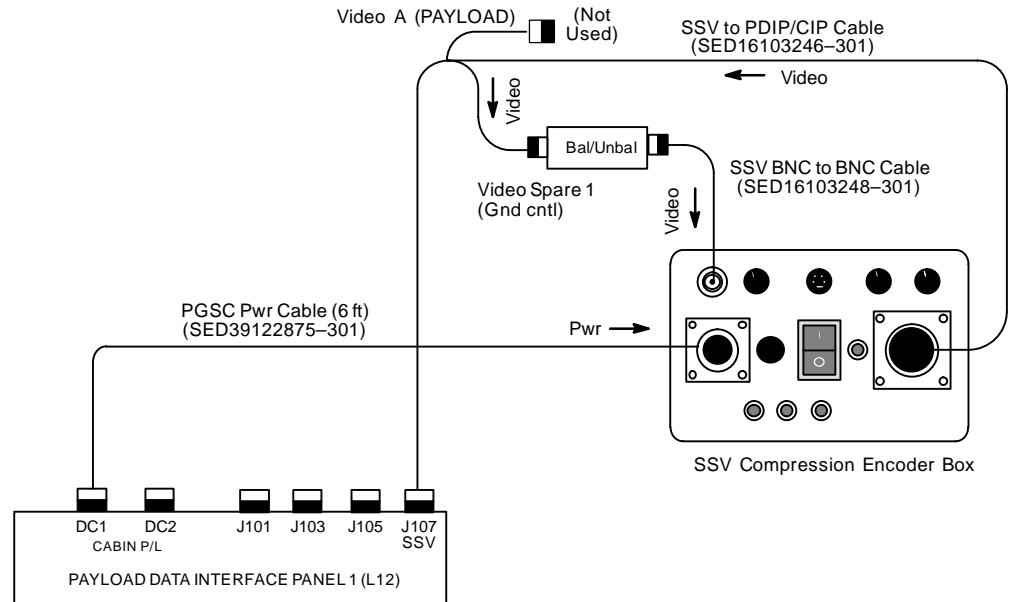 Video A (PAYLOAD)
(Not
Used)
SSV to PDIP/CIP Cable
(SED16103246–301)
Video
Video
Bal/Unbal
Video Spare 1
(Gnd cntl)
SSV BNC to BNC Cable
(SED16103248–301)
Video
PGSC Pwr Cable (6 ft)
(SED39122875–301)
Pwr
I
O
SSV Compression Encoder Box
DC1
DC2
J101
J103
J105
J107
SSV
CABIN P/L
PAYLOAD DATA INTERFACE PANEL 1 (L12)